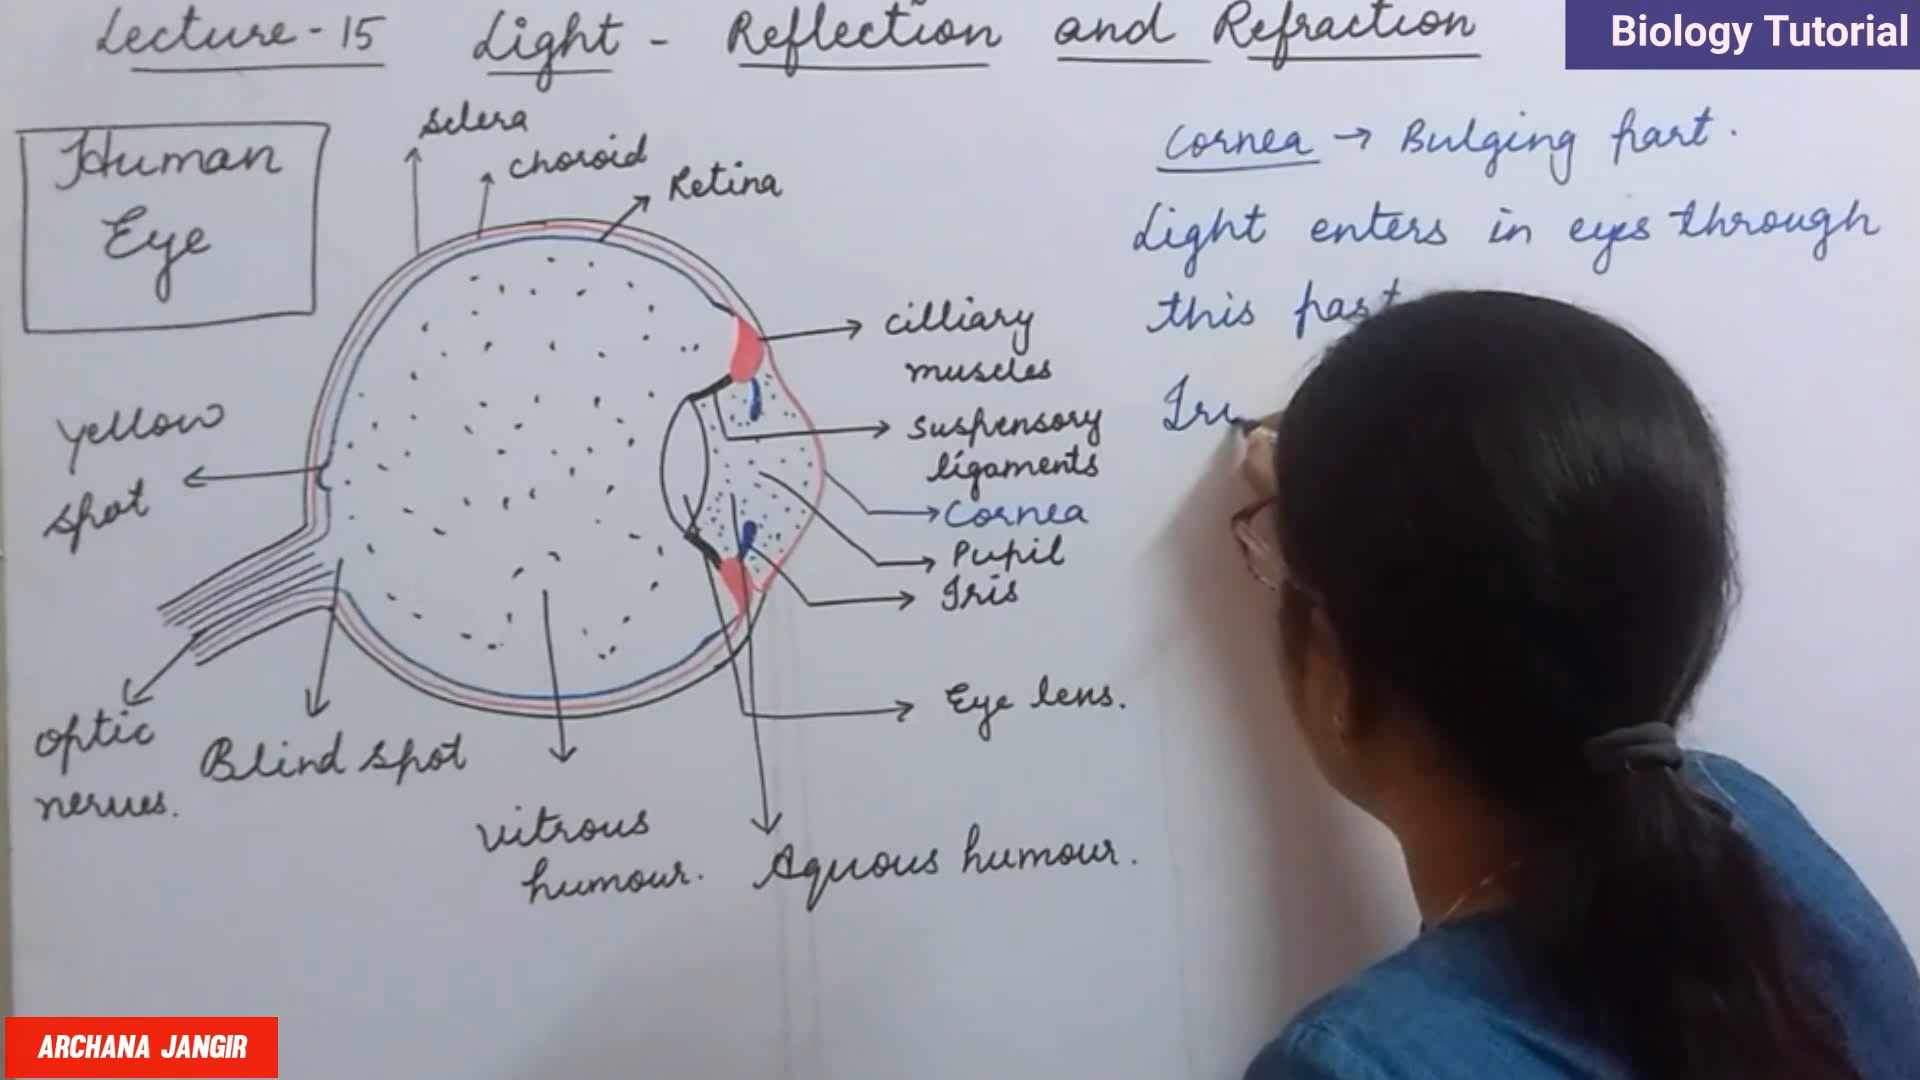 Lecture-15 Light - Reflection and Refraction
Biology Tutorial
Human
Eye
Sclera
choroid
Retina
cilliary
muscles
suspensory
ligaments
Cornea
Pupil
Iris
Eye lens.
Aquous humour.
vitrous
humour.
Blind spot
optic
nerves.
yellow
spot
Cornea → Bulging part.
Light enters in eyes through
this part
Iri
ARCHANA JANGIR